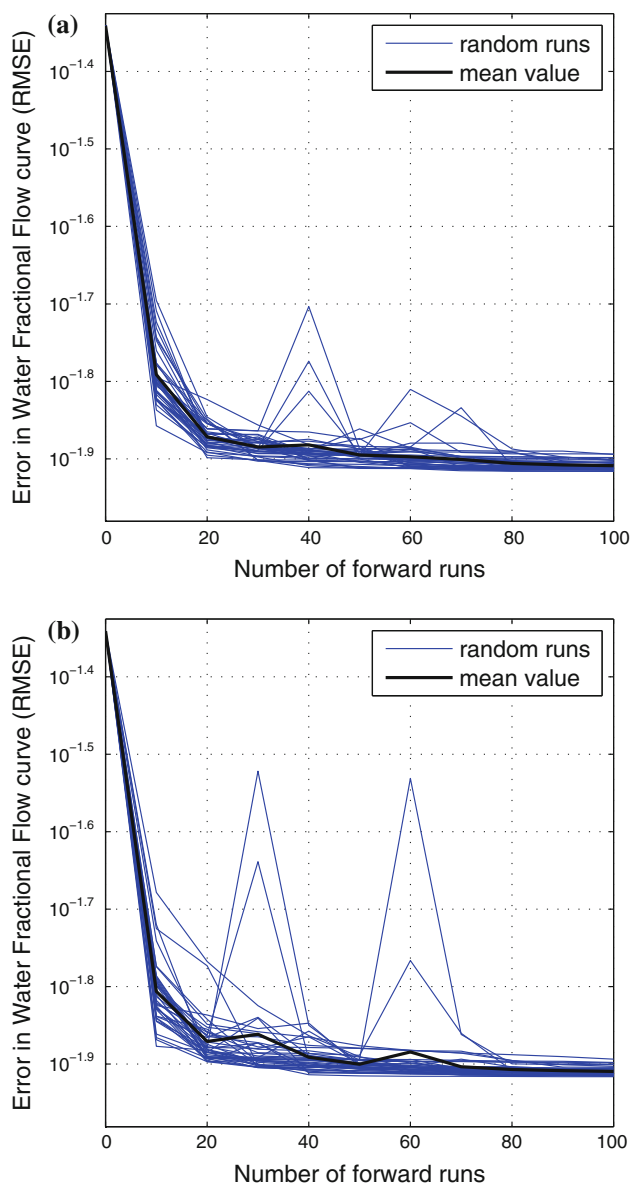 (a)
random runs
mean value
Error in Water Fractional Flow curve (RMSE)
10^-1.4
10^-1.5
10^-1.6
10^-1.7
10^-1.8
10^-1.9
0 20 40 60 80 100
Number of forward runs
(b)
random runs
mean value
Error in Water Fractional Flow curve (RMSE)
10^-1.4
10^-1.5
10^-1.6
10^-1.7
10^-1.8
10^-1.9
0 20 40 60 80 100
Number of forward runs